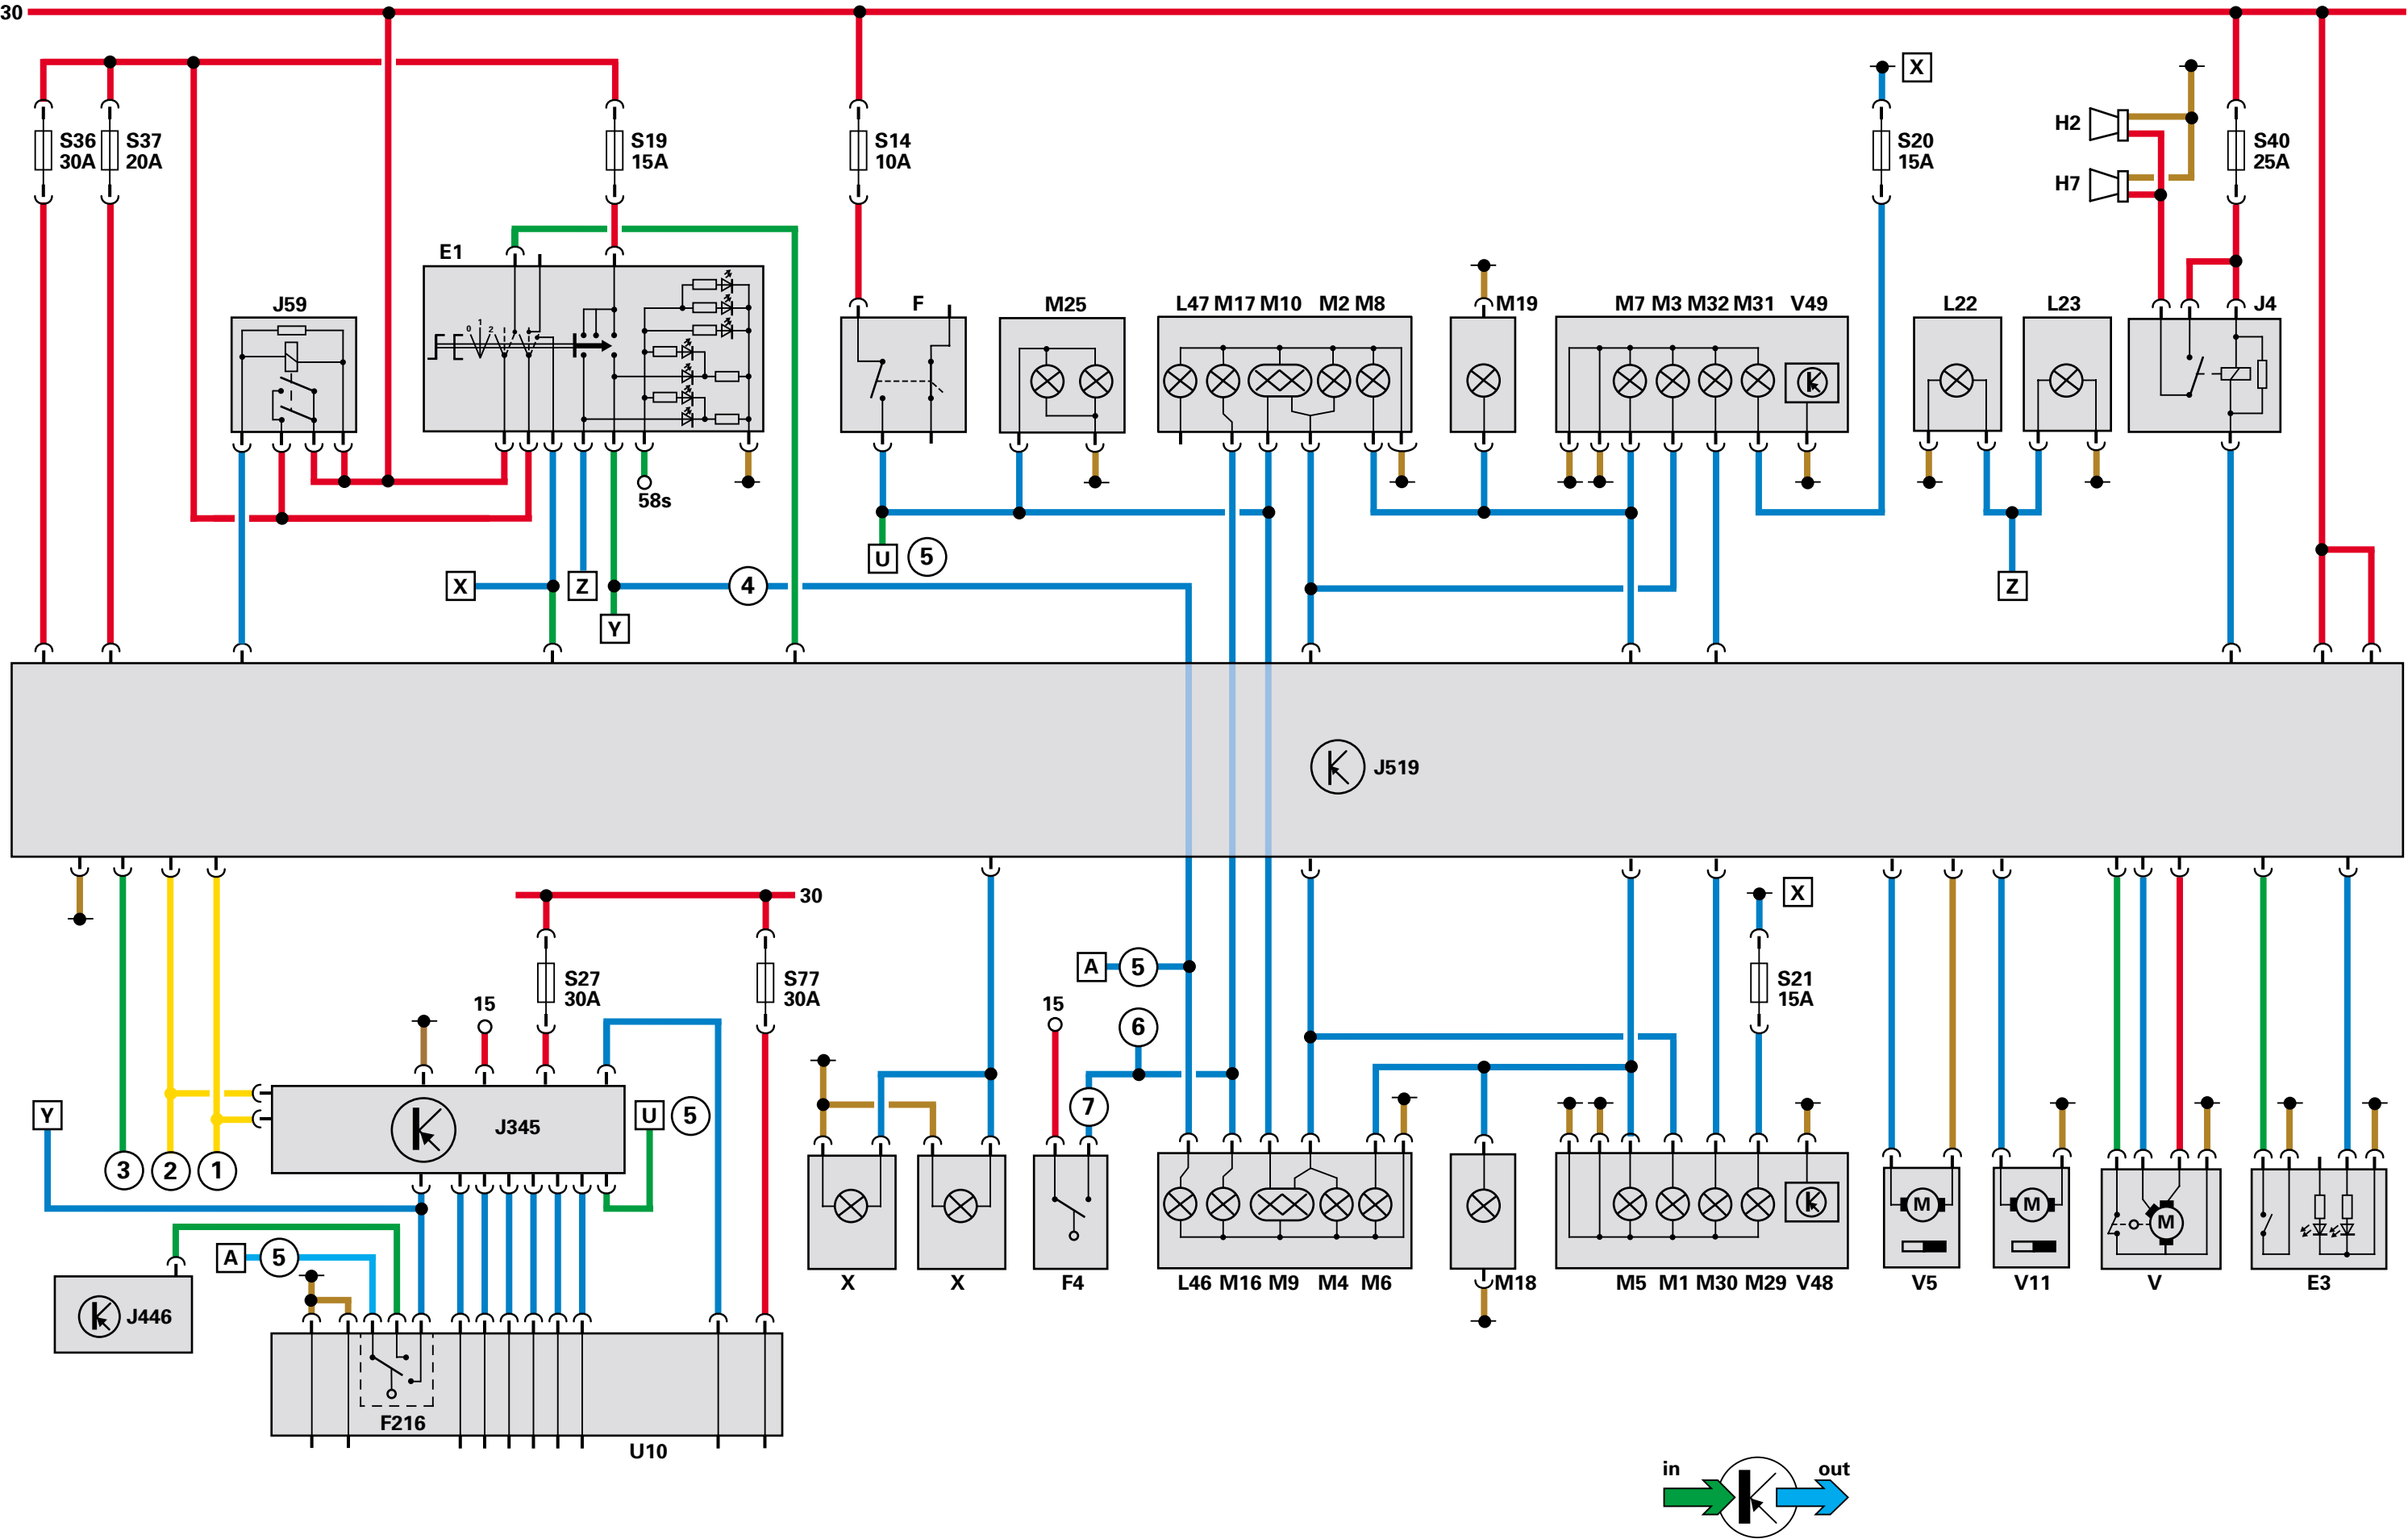 30
X
S36 S37 S19 S14 S20 H2 S40
30A 20A 15A 10A 15A H7 25A
E1
J59 F M25 L47 M17 M10 M2 M8 M19 M7 M3 M32 M31 V49 L22 L23 J4
0 1 2
58s
U 5
X Z 4 Z
Y
J519
30
X
A 5
S27 S77 S21
30A 30A 15A
15 15
6
7
Y J345 U 5
3 2 1
A 5
X X F4 L46 M16 M9 M4 M6 M18 M5 M1 M30 M29 V48 V5 V11 V E3
M M M
J446
F216
U10
in out